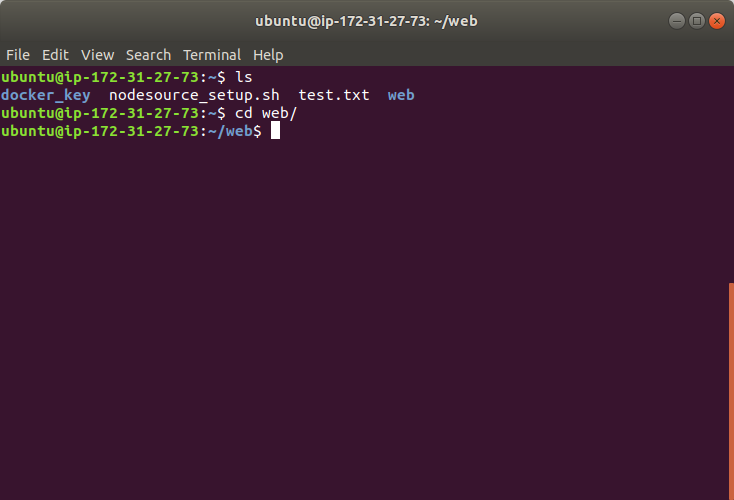 ubuntu@ip-172-31-27-73: ~/web
File Edit View Search Terminal Help
ubuntu@ip-172-31-27-73:~$ ls
docker_key  nodesource_setup.sh  test.txt  web
ubuntu@ip-172-31-27-73:~$ cd web/
ubuntu@ip-172-31-27-73:~/web$